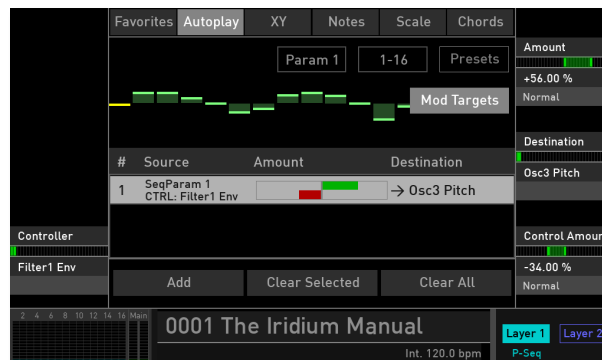 Favorites Autoplay XY Notes Scale Chords
Param 1 1-16 Presets
Mod Targets
# Source Amount Destination
1 SeqParam 1 → Osc3 Pitch
CTRL: Filter1 Env
Add Clear Selected Clear All
Controller
Filter1 Env
Amount
+56.00 %
Normal
Destination
Osc3 Pitch
Control Amour
-34.00 %
Normal
2 4 6 8 10 12 14 16 Main
0001 The Iridium Manual
Int. 120.0 bpm
Layer 1 Layer 2
P-Seq